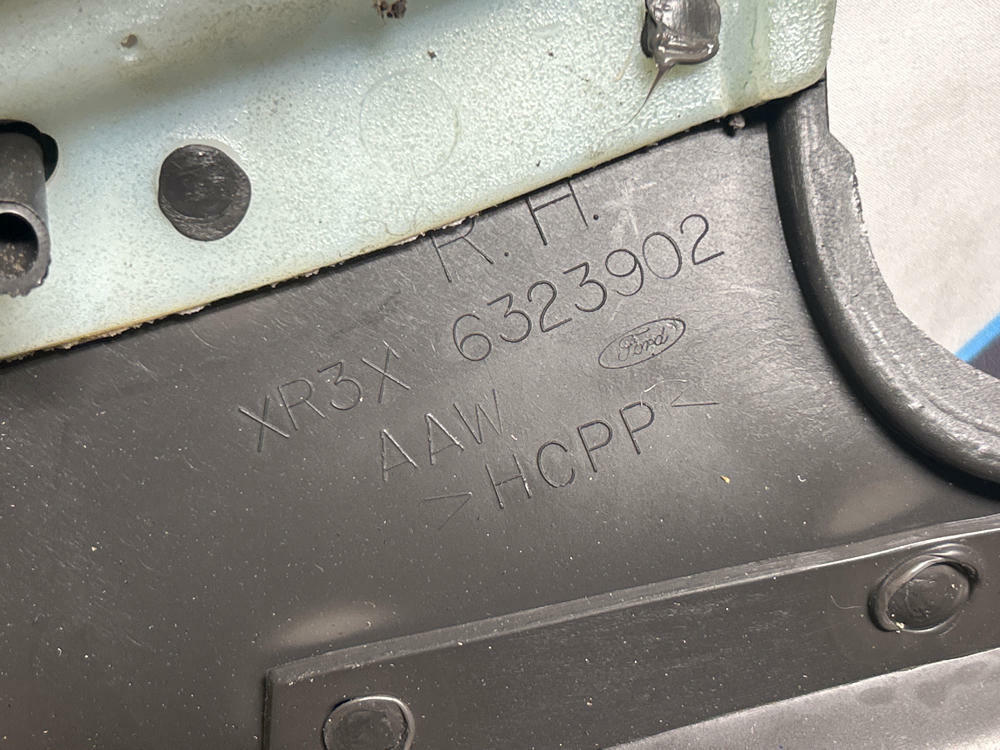 R. H.
XR3X 6323902
Ford
AAW
>HCPP<